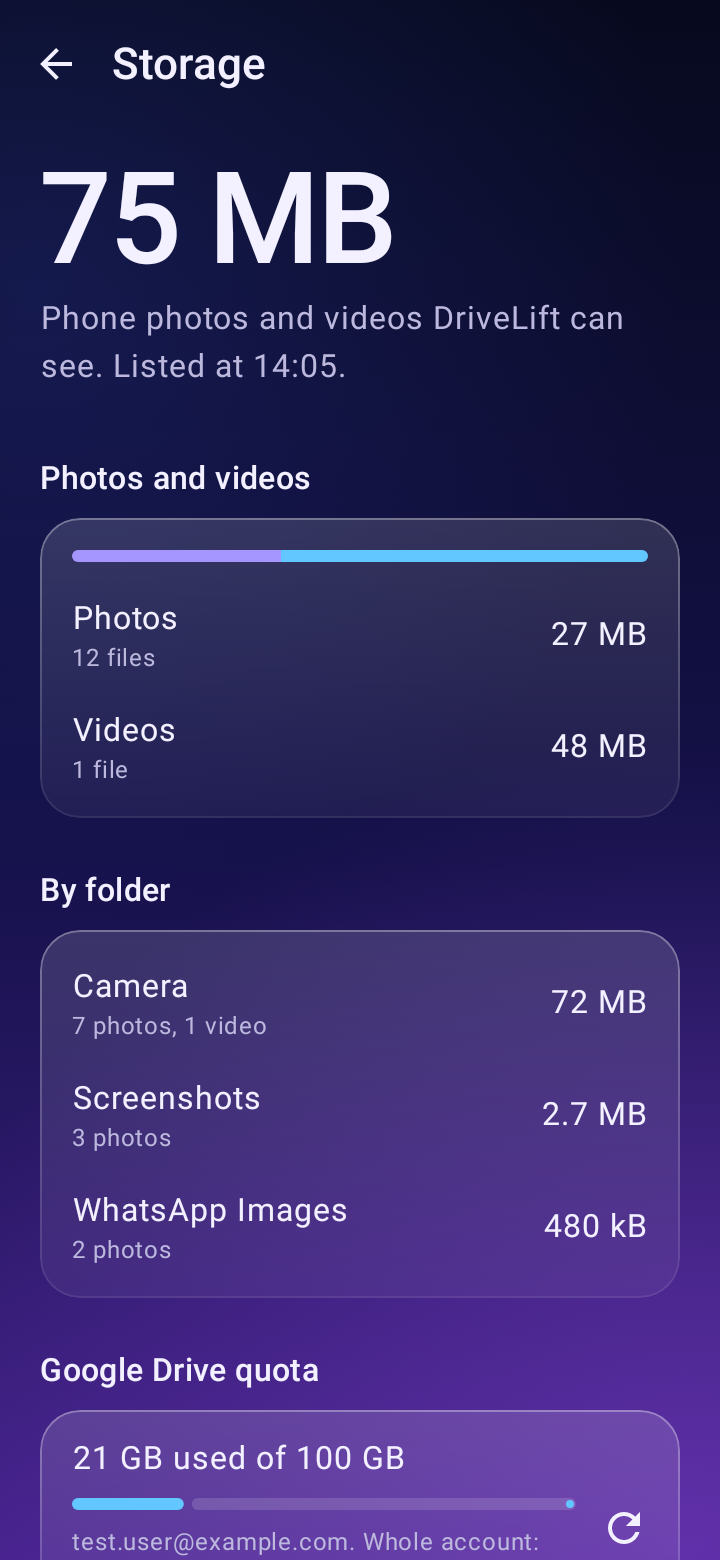 Storage
75 MB
Phone photos and videos DriveLift can
see. Listed at 14:05.
Photos and videos
Photos
12 files
27 MB
Videos
1 file
48 MB
By folder
Camera
7 photos, 1 video
72 MB
Screenshots
3 photos
2.7 MB
WhatsApp Images
2 photos
480 kB
Google Drive quota
21 GB used of 100 GB
test.user@example.com. Whole account: